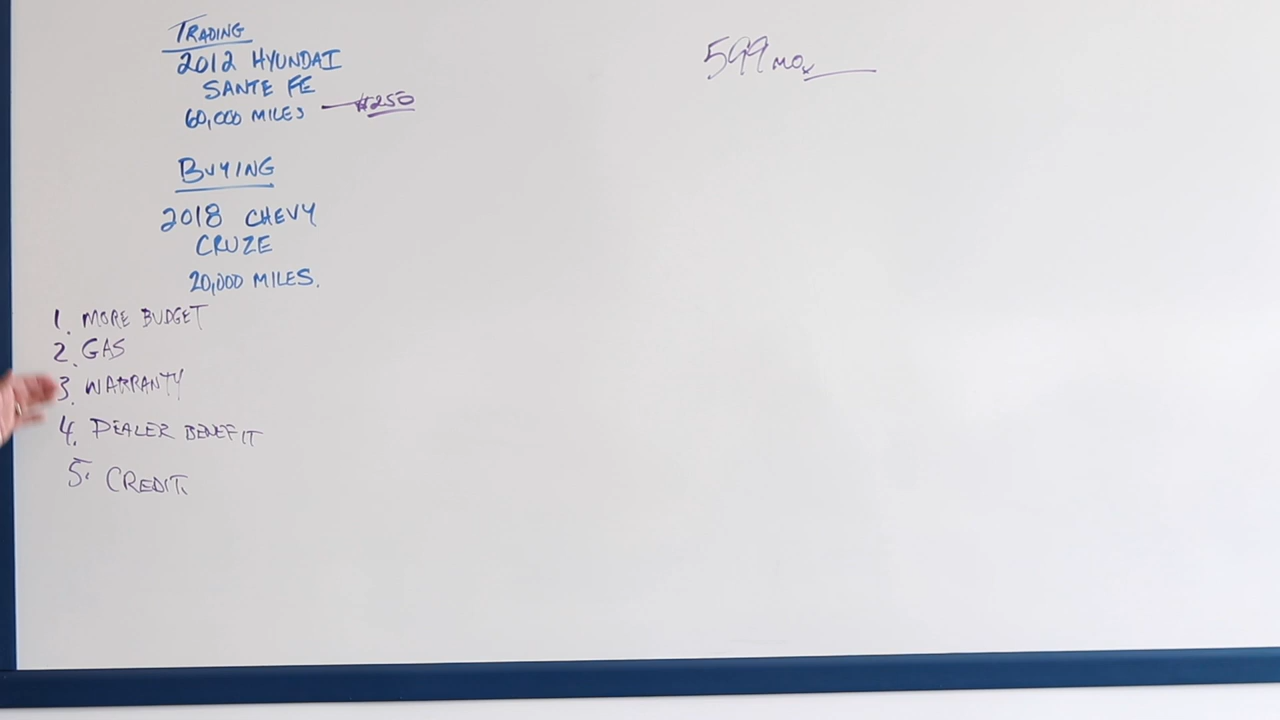 TRADING
2012 HYUNDAI
SANTE FE
60,000 MILES — $250
BUYING
2018 CHEVY
CRUZE
20,000 MILES.
1. MORE BUDGET
2. GAS
3. WARRANTY
4. DEALER BENEFIT
5. CREDIT.
599 MO.